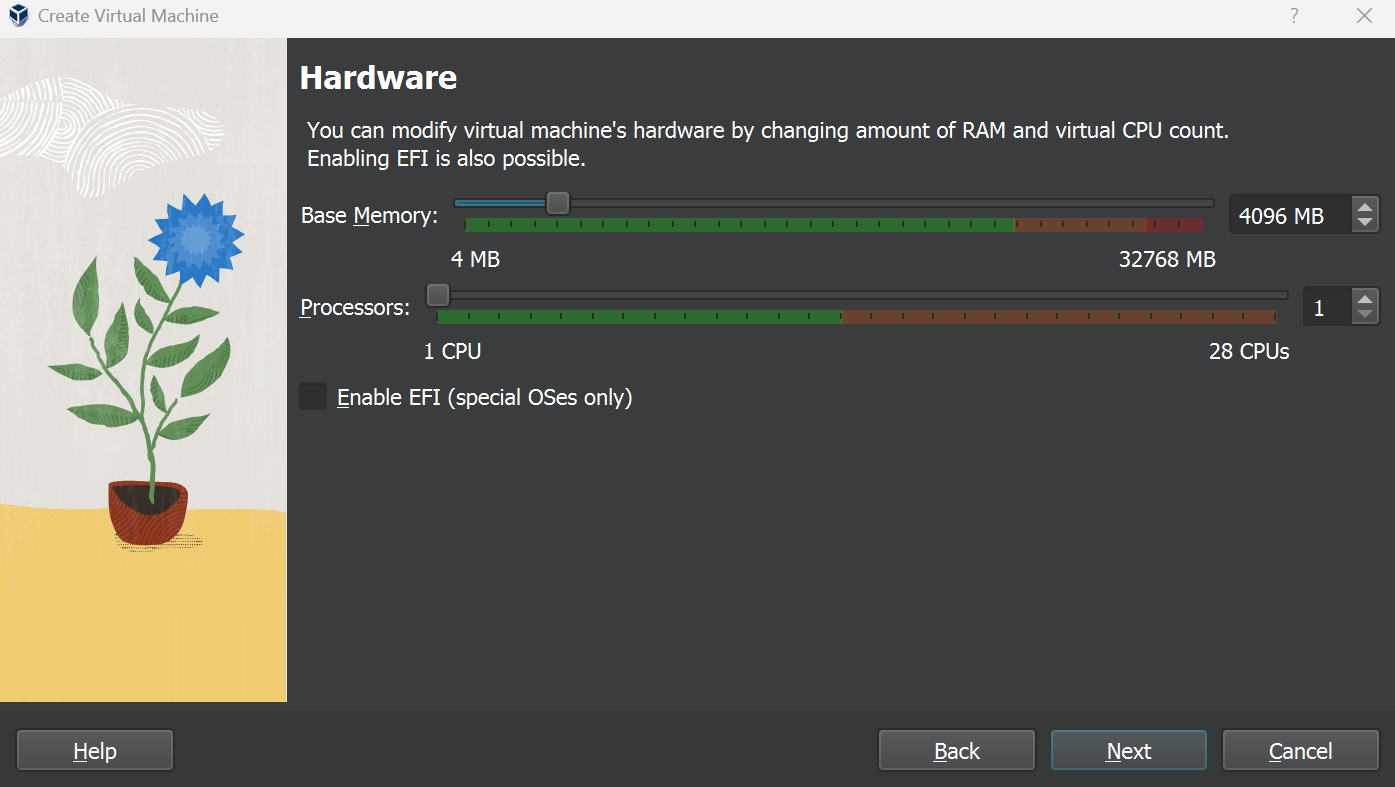 Create Virtual Machine
?
Hardware
You can modify virtual machine's hardware by changing amount of RAM and virtual CPU count.
Enabling EFI is also possible.
Base Memory:
4096 MB
4 MB
32768 MB
Processors:
1
1 CPU
28 CPUs
Enable EFI (special OSes only)
Help
Back
Next
Cancel